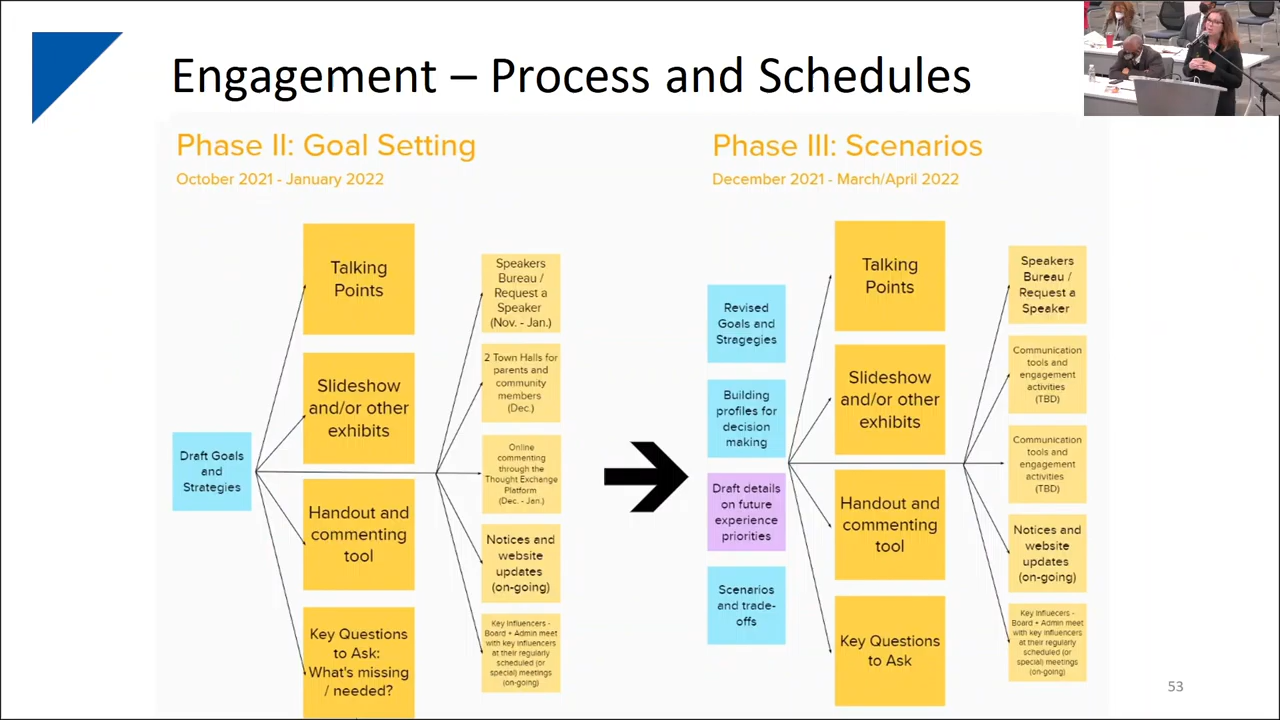 Engagement – Process and Schedules
Phase II: Goal Setting
October 2021 - January 2022
Draft Goals
and
Strategies
Talking
Points
Slideshow
and/or other
exhibits
Handout and
commenting
tool
Key Questions
to Ask:
What's missing
/ needed?
Speakers
Bureau /
Request a
Speaker
(Nov. - Jan.)
2 Town Halls for
parents and
community
members
(Dec.)
Online
commenting
through the
Thought Exchange
Platform
(Dec. - Jan.)
Notices and
website
updates
(on-going)
Key Influencers -
Board + Admin meet
with key influencers
at their regularly
scheduled (or
special) meetings
(on-going)
Phase III: Scenarios
December 2021 - March/April 2022
Revised
Goals and
Stragegies
Building
profiles for
decision
making
Draft details
on future
experience
priorities
Scenarios
and trade-
offs
Talking
Points
Slideshow
and/or other
exhibits
Handout and
commenting
tool
Key Questions
to Ask
Speakers
Bureau /
Request a
Speaker
Communication
tools and
engagement
activities
(TBD)
Communication
tools and
engagement
activities
(TBD)
Notices and
website
updates
(on-going)
Key Influecers -
Board + Admin meet
with key influencers
at their regularly
scheduled (or
special) meetings
(on-going)
53